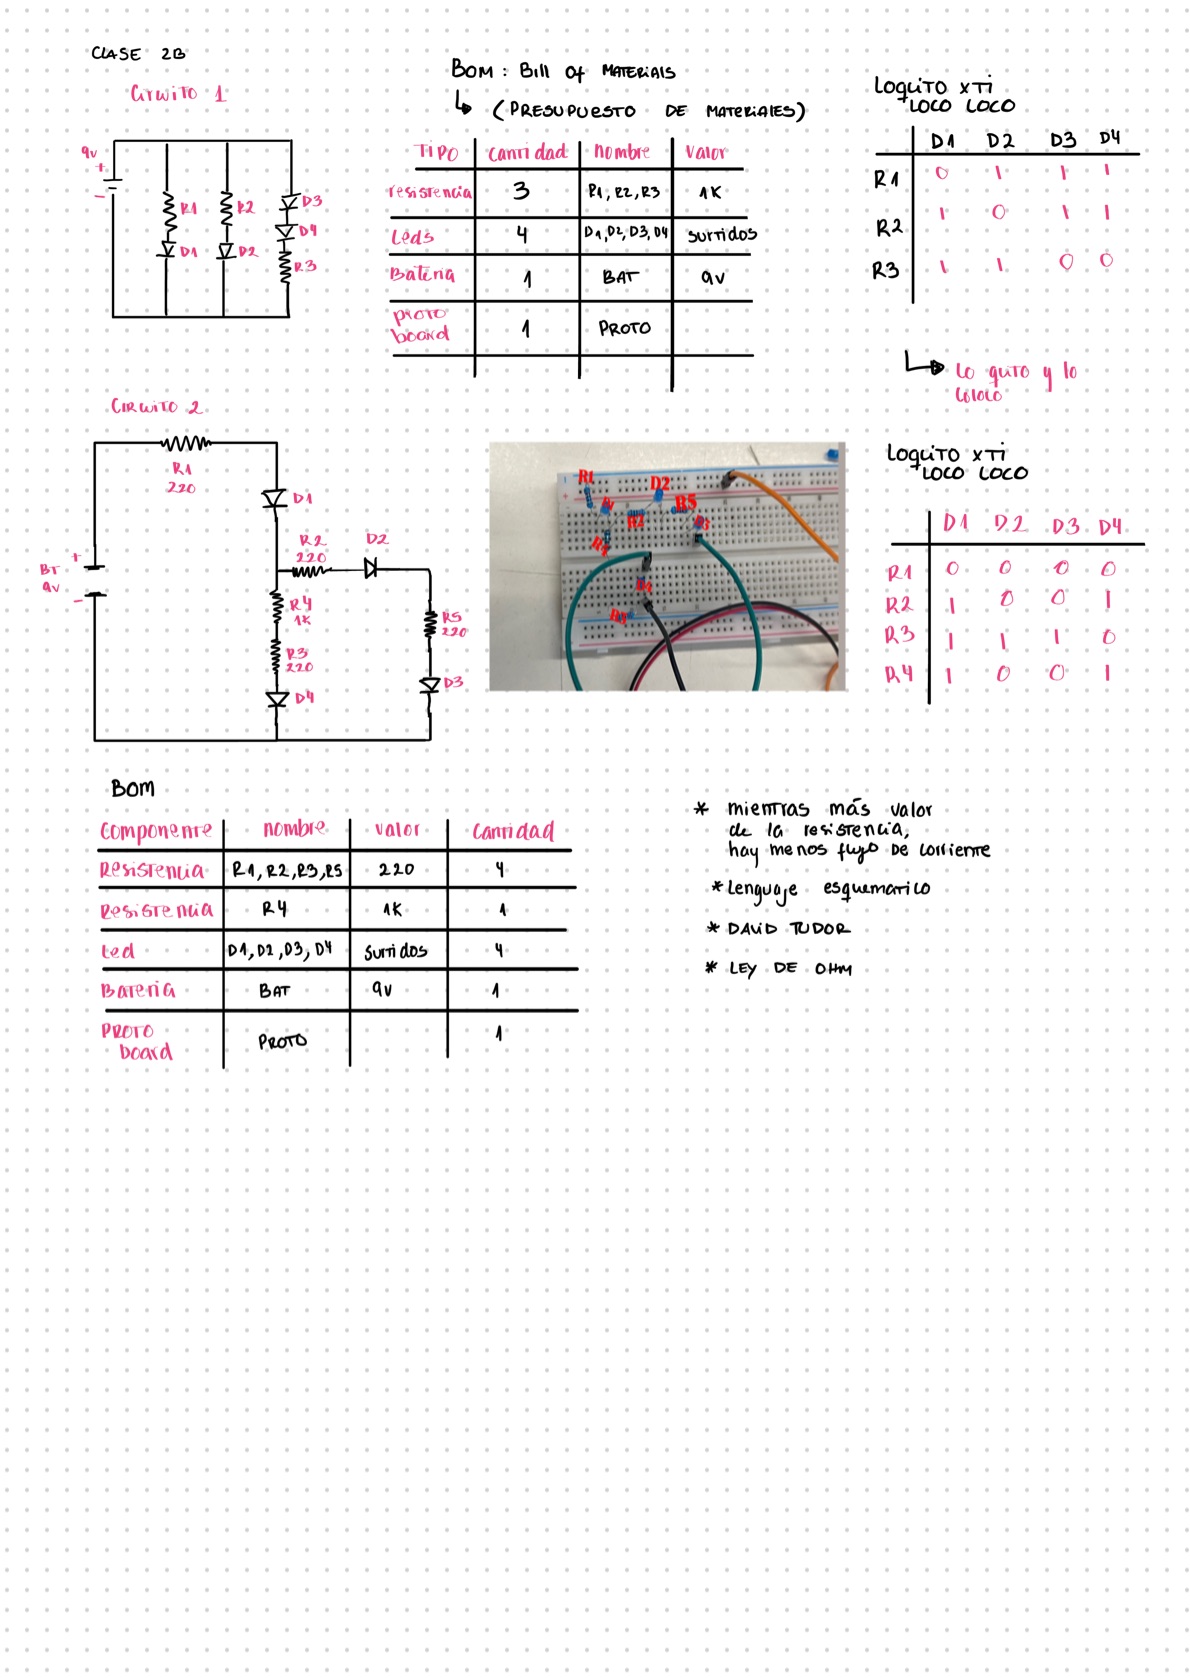 CLASE 2B
Circuito 1
9v
+
-
R1
R2
D3
D4
D1
D2
R3
BOM : Bill of MATERIALS
(PRESUPUESTO DE MATERIALES)
TIPO cantidad nombre valor
resistencia 3 R1, R2, R3 1K
Leds 4 D1, D2, D3, D4 surtidos
Bateria 1 BAT 9v
proto board 1 PROTO
LOQUITO XTi
LOCO LOCO
D1 D2 D3 D4
R1 0 1 1 1
R2 1 0 1 1
R3 1 1 0 0
Lo quito y lo
coloco
CIRCUITO 2
R1
220
D1
R2
220
D2
BT
9v
+
-
R4
1K
R3
220
D4
R5
220
D3
R1
D2
R5
D3
R2
D4
LOQUITO XTi
LOCO LOCO
D1 D2 D3 D4
R1 0 0 0 0
R2 1 0 0 1
R3 1 1 1 0
R4 1 0 0 1
BOM
Componente nombre valor Cantidad
Resistencia R1, R2, R3, R5 220 4
Resistencia R4 1K 1
Led D1, D2, D3, D4 surtidos 4
Bateria BAT 9v 1
PROTO board PROTO 1
* mientras más valor
de la resistencia,
hay menos flujo DE corriente
* Lenguaje esquematico
* DAVID TUDOR
* LEY DE OHM